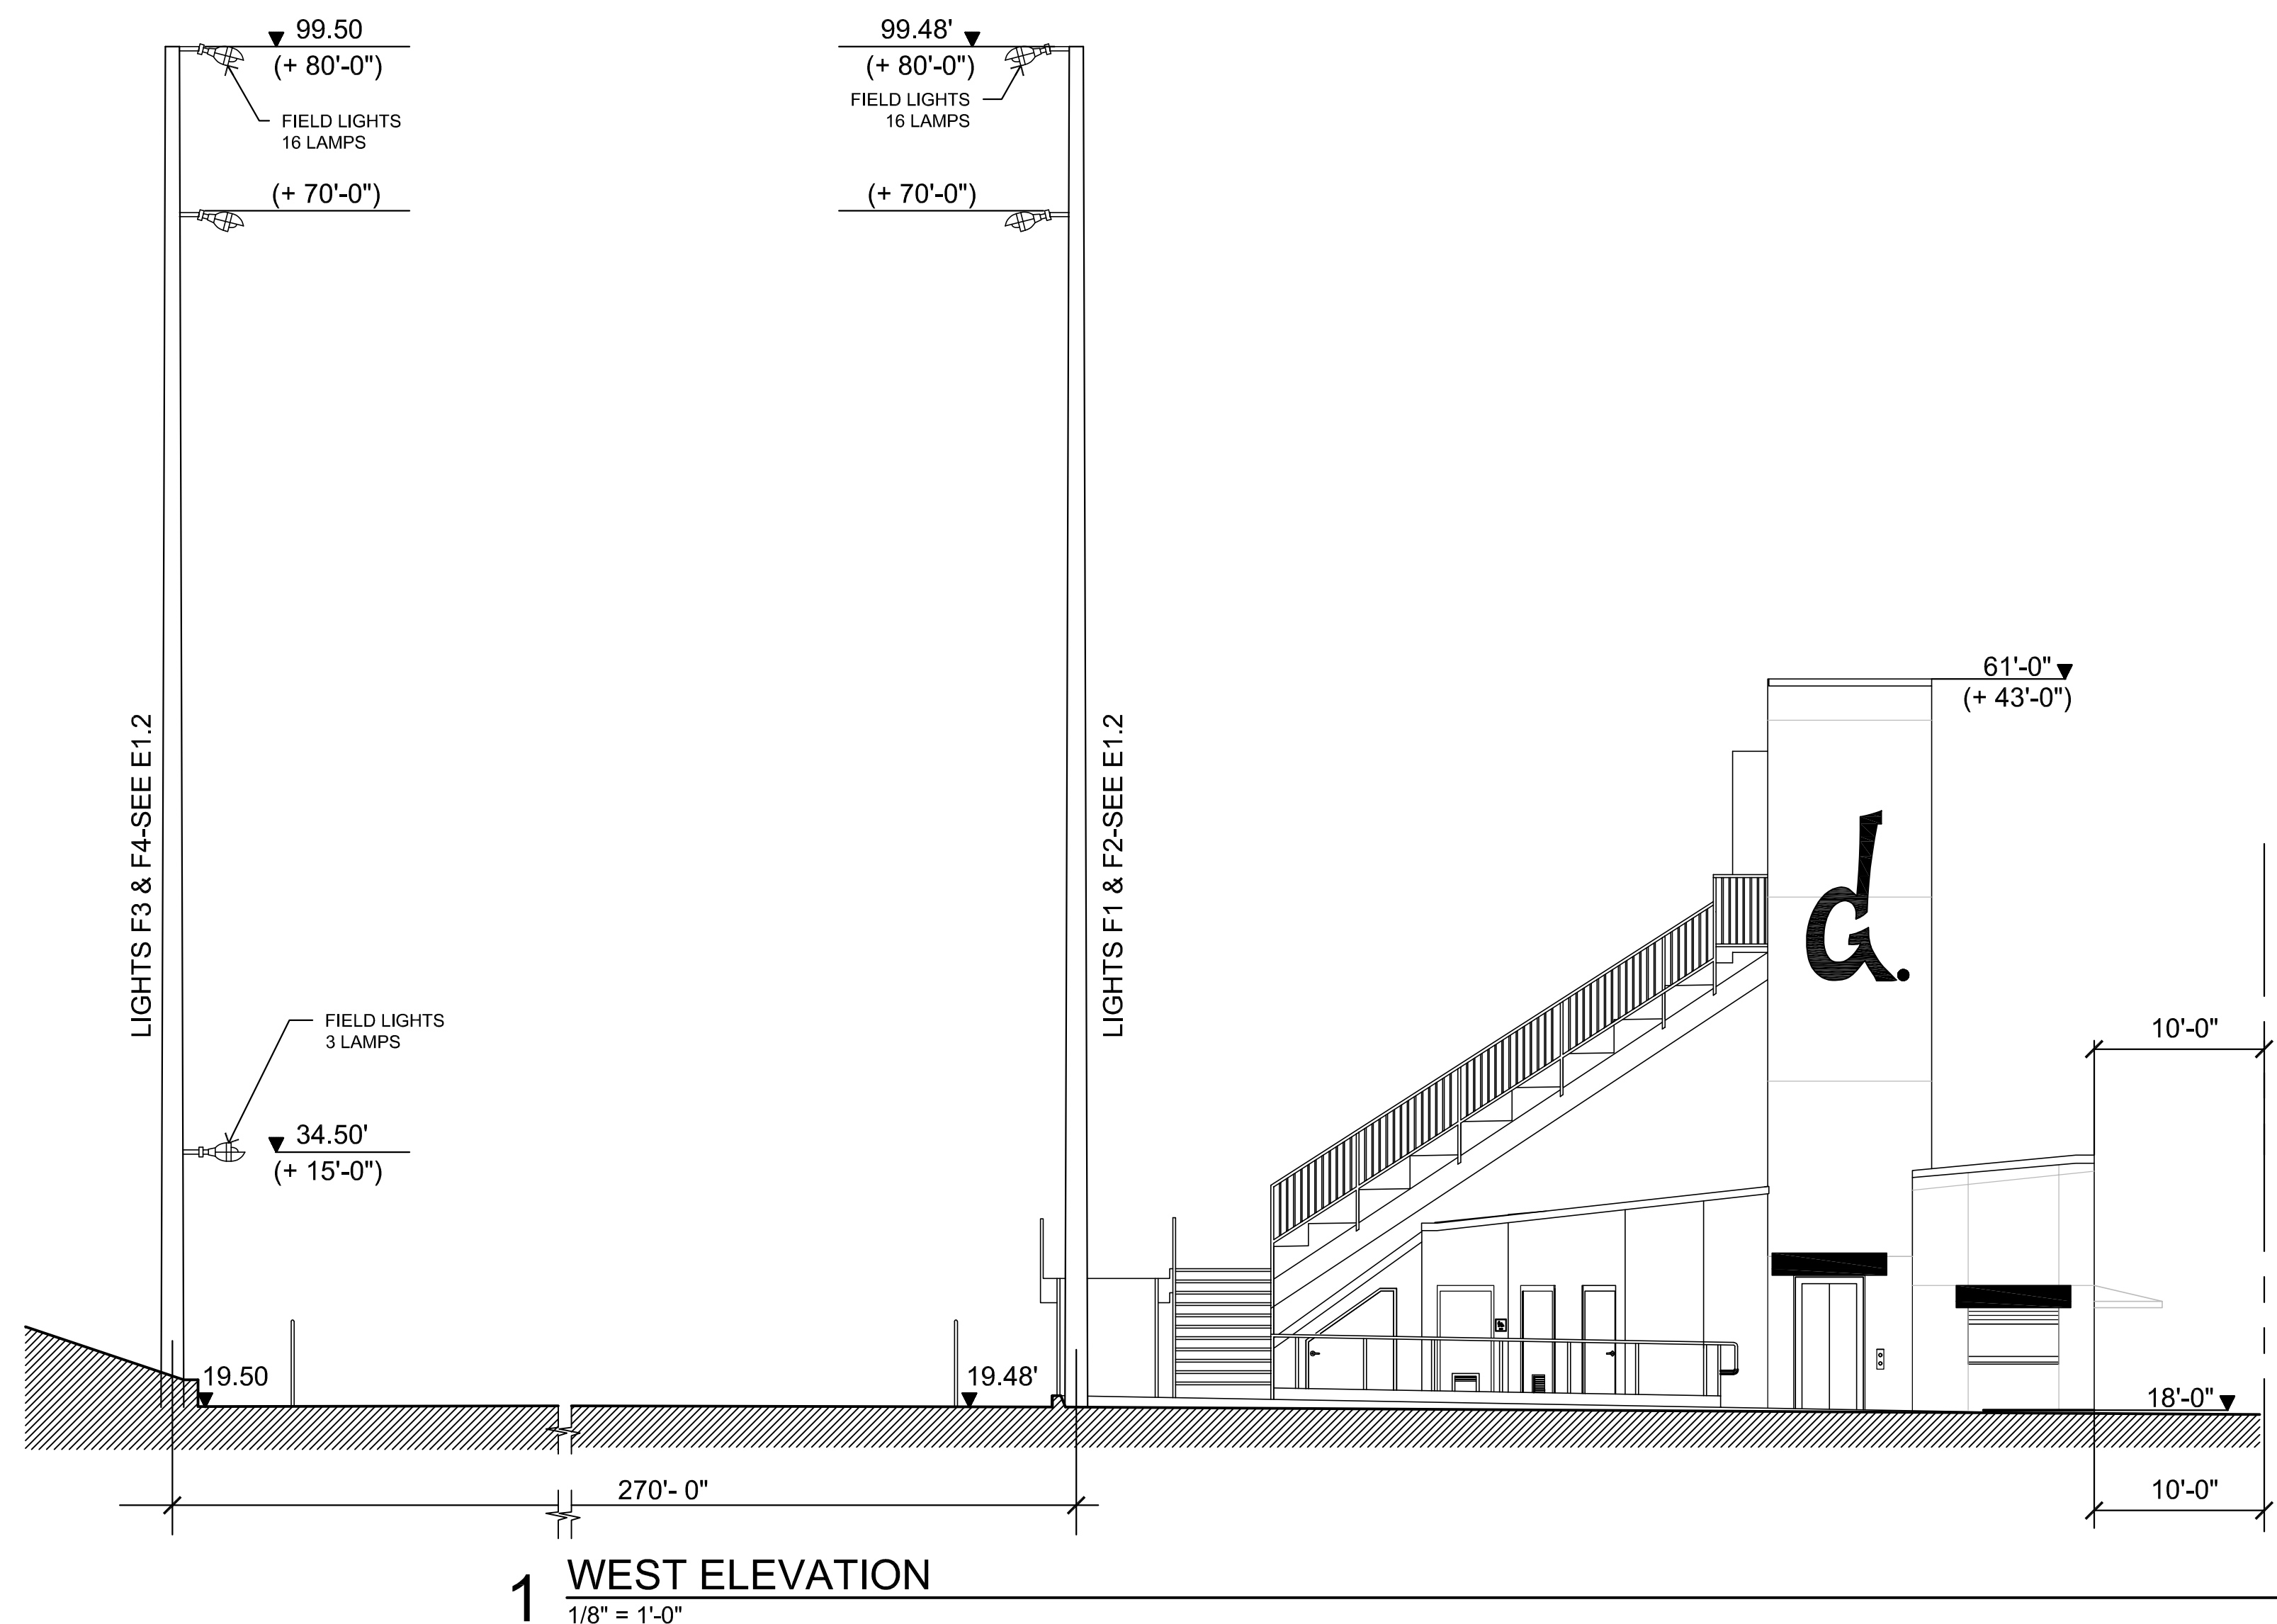 99.50
(+ 80'-0")
FIELD LIGHTS
16 LAMPS
(+ 70'-0")
99.48'
(+ 80'-0")
FIELD LIGHTS
16 LAMPS
(+ 70'-0")
LIGHTS F3 & F4-SEE E1.2
LIGHTS F1 & F2-SEE E1.2
61'-0"
(+ 43'-0")
d.
FIELD LIGHTS
3 LAMPS
34.50'
(+ 15'-0")
10'-0"
19.50
19.48'
18'-0"
270'- 0"
10'-0"
1 WEST ELEVATION
1/8" = 1'-0"